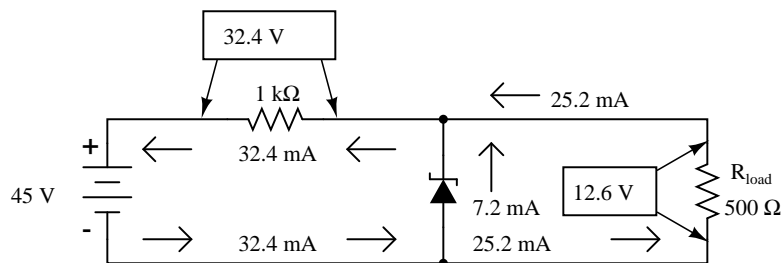 32.4 V
1 kΩ
25.2 mA
+
32.4 mA
45 V
12.6 V
R_load
500 Ω
7.2 mA
-
32.4 mA
25.2 mA